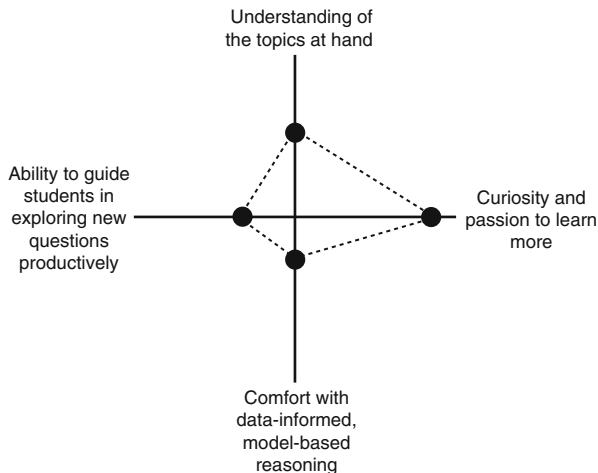 Understanding of
the topics at hand
Ability to guide
students in
exploring new
questions
productively
Curiosity and
passion to learn
more
Comfort with
data-informed,
model-based
reasoning